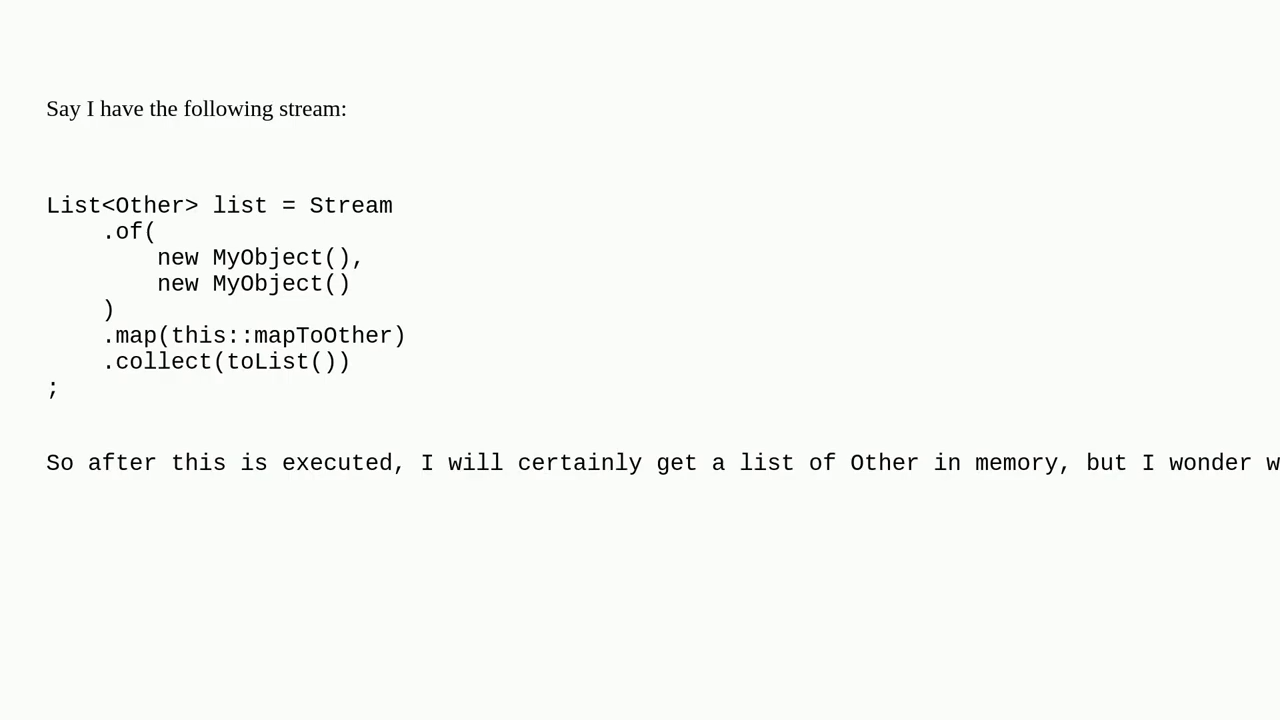 Say I have the following stream:
List<Other> list = Stream
    .of(
        new MyObject(),
        new MyObject()
    )
    .map(this::mapToOther)
    .collect(toList())
;
So after this is executed, I will certainly get a list of Other in memory, but I wonder